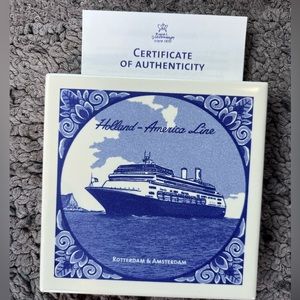 CERTIFICATE
OF AUTHENTICITY
Holland-America Line
ROTTERDAM & AMSTERDAM